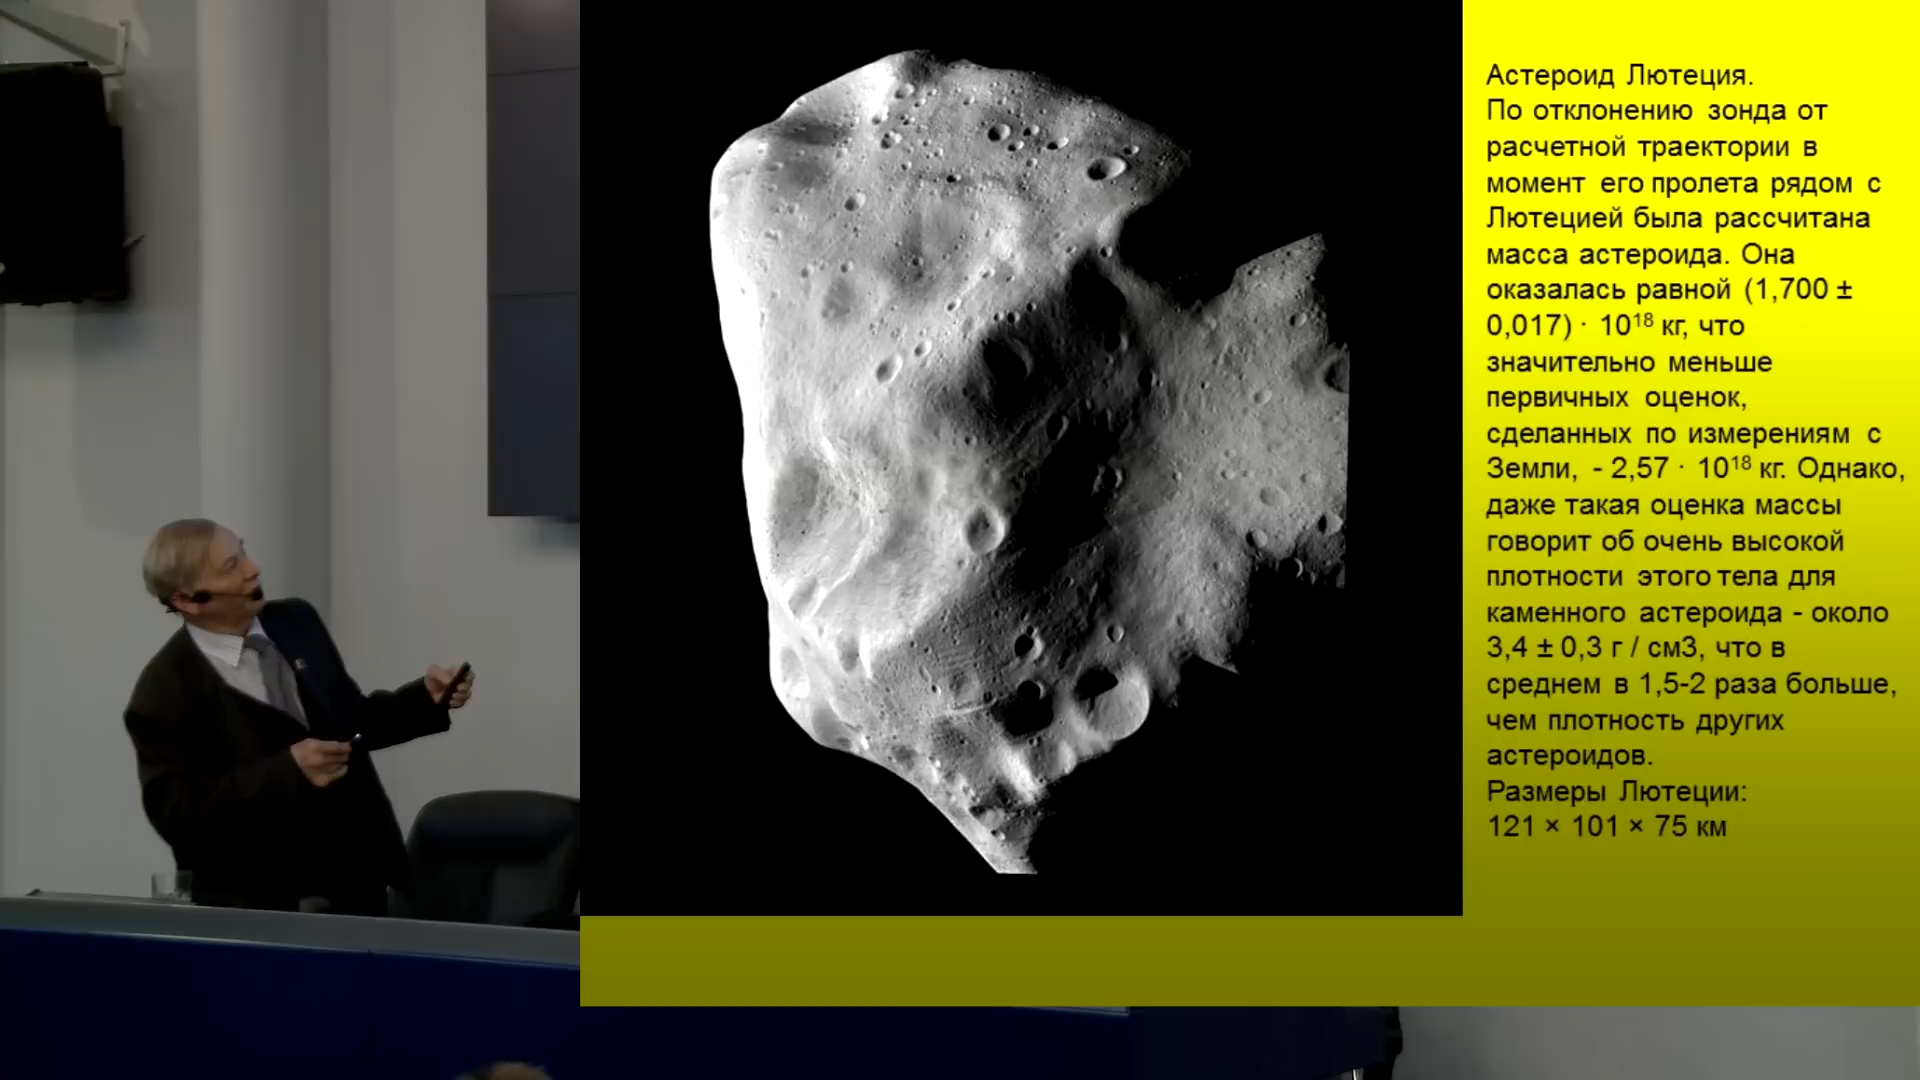 Астероид Лютеция.
По отклонению зонда от
расчетной траектории в
момент его пролета рядом с
Лютецией была рассчитана
масса астероида. Она
оказалась равной (1,700 ±
0,017) · 10¹⁸ кг, что
значительно меньше
первичных оценок,
сделанных по измерениям с
Земли, - 2,57 · 10¹⁸ кг. Однако,
даже такая оценка массы
говорит об очень высокой
плотности этого тела для
каменного астероида - около
3,4 ± 0,3 г / см3, что в
среднем в 1,5-2 раза больше,
чем плотность других
астероидов.
Размеры Лютеции:
121 × 101 × 75 км